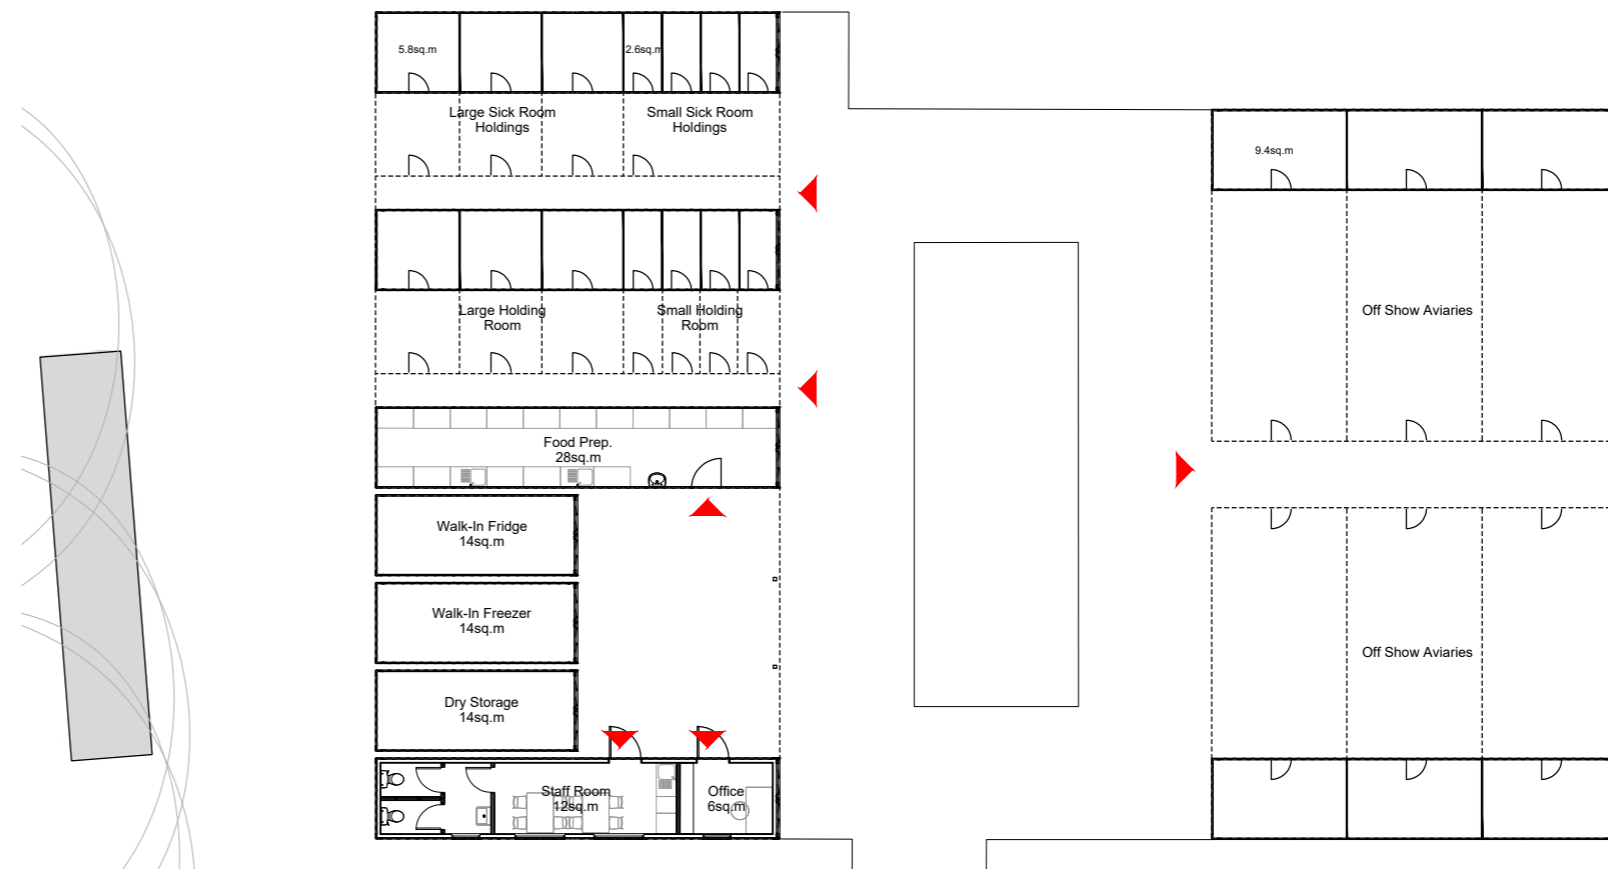 5.8sq.m
2.6sq.m
Large Sick Room
Holdings
Small Sick Room
Holdings
9.4sq.m
Large Holding
Room
Small Holding
Room
Off Show Aviaries
Food Prep.
28sq.m
Walk-In Fridge
14sq.m
Walk-In Freezer
14sq.m
Off Show Aviaries
Dry Storage
14sq.m
Staff Room
12sq.m
Office
6sq.m